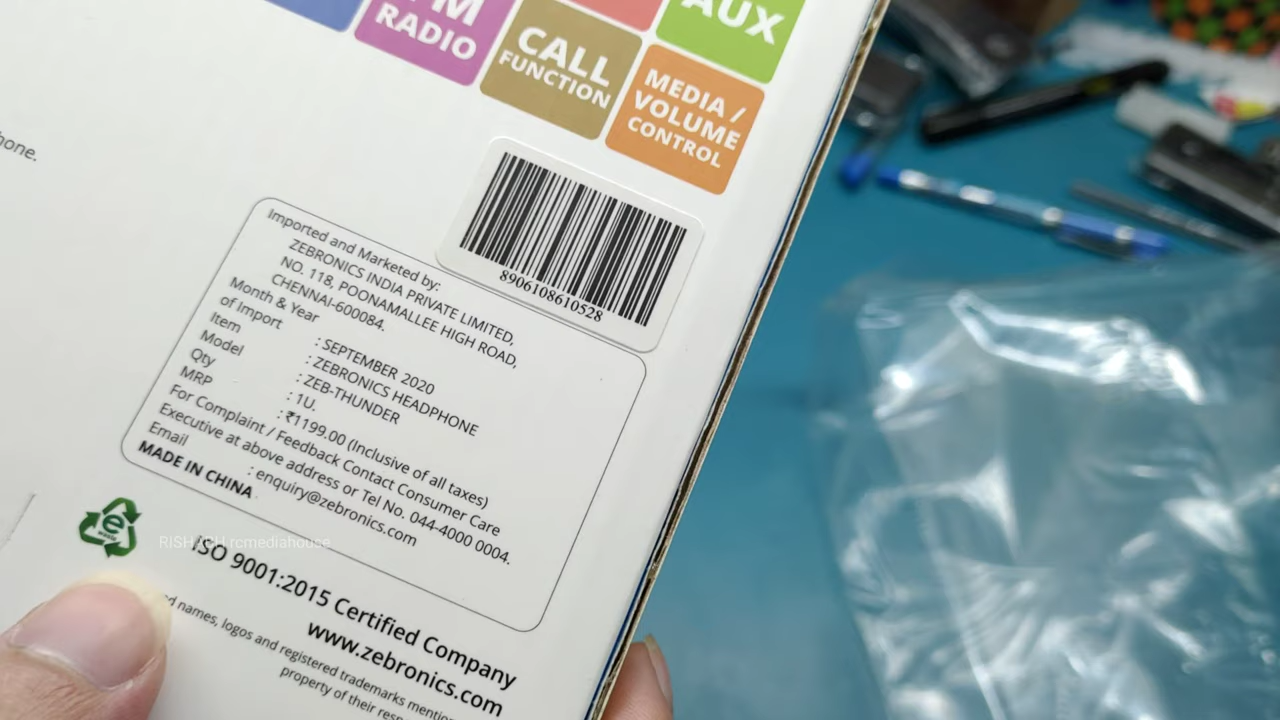 RADIO
CALL
FUNCTION
AUX
MEDIA /
VOLUME
CONTROL
8906108610528
Imported and Marketed by:
ZEBRONICS INDIA PRIVATE LIMITED,
NO. 118, POONAMALLEE HIGH ROAD,
CHENNAI-600084.
Month & Year
of Import : SEPTEMBER 2020
Item : ZEBRONICS HEADPHONE
Model : ZEB-THUNDER
Qty : 1U.
MRP : ₹1199.00 (Inclusive of all taxes)
For Complaint / Feedback Contact Consumer Care
Executive at above address or Tel No. 044-4000 0004.
Email : enquiry@zebronics.com
MADE IN CHINA
rcmediahouse
ISO 9001:2015 Certified Company
www.zebronics.com
names, logos and registered trademarks
property of their